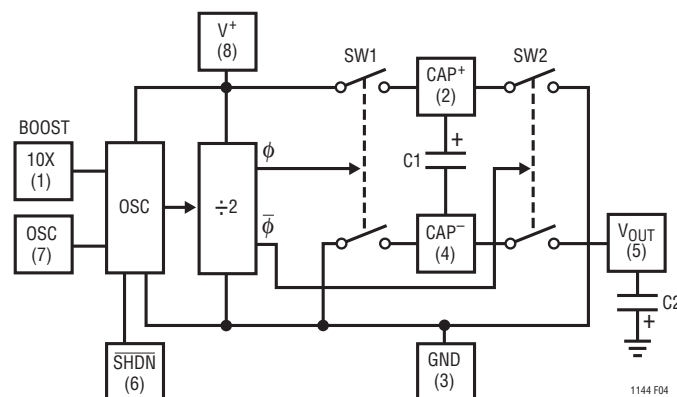 V+
(8)
SW1
CAP+
(2)
SW2
BOOST
10X
(1)
OSC
(7)
OSC
÷2
ϕ
ϕ̅
+
C1
CAP−
(4)
VOUT
(5)
C2
+
S̅H̅D̅N̅
(6)
GND
(3)
1144 F04